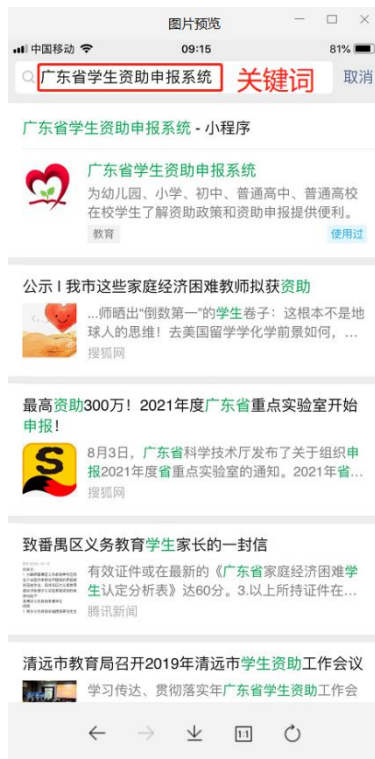 图片预览
中国移动
09:15
81%
广东省学生资助申报系统
关键词
取消
广东省学生资助申报系统 - 小程序
广东省学生资助申报系统
为幼儿园、小学、初中、普通高中、普通高校
在校学生了解资助政策和资助申报提供便利。
教育
使用过
公示 I 我市这些家庭经济困难教师拟获资助
...师晒出“倒数第一”的学生卷子：这根本不是地
球人的思维！去美国留学学化学前景如何，...
搜狐网
最高资助300万！2021年度广东省重点实验室开始
申报！
8月3日，广东省科学技术厅发布了关于组织申
报2021年度省重点实验室的通知。2021年省...
搜狐网
致番禺区义务教育学生家长的一封信
有效证件或在最新的《广东省家庭经济困难学
生认定分析表》达60分。3.以上所持证件在...
腾讯新闻
清远市教育局召开2019年清远市学生资助工作会议
学习传达、贯彻落实年广东省学生资助工作会
1:1